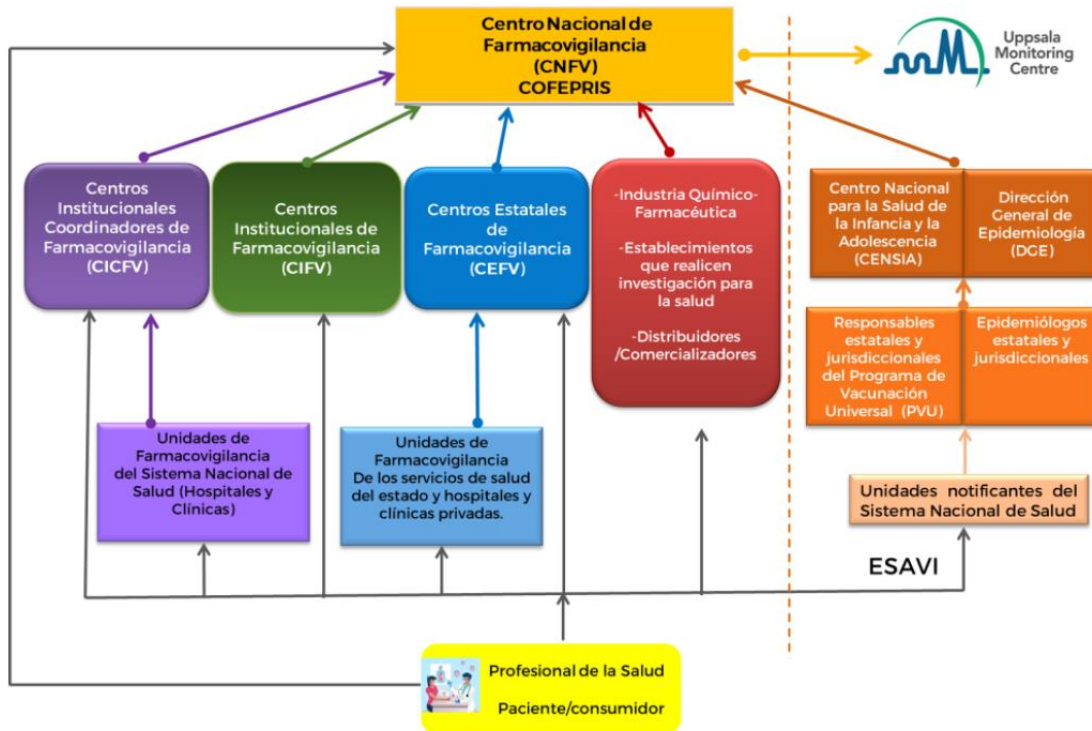 Centro Nacional de
Farmacovigilancia
(CNFV)
COFEPRIS
Uppsala
Monitoring
Centre
Centros
Institucionales
Coordinadores de
Farmacovigilancia
(CICFV)
Centros
Institucionales de
Farmacovigilancia
(CIFV)
Centros Estatales
de
Farmacovigilancia
(CEFV)
-Industria Químico-
Farmacéutica
-Establecimientos
que realicen
investigación para
la salud
-Distribuidores
/Comercializadores
Centro Nacional
para la Salud de
la Infancia y la
Adolescencia
(CENSIA)
Dirección
General de
Epidemiología
(DGE)
Responsables
estatales y
jurisdiccionales
del Programa de
Vacunación
Universal (PVU)
Epidemiólogos
estatales y
jurisdiccionales
Unidades de
Farmacovigilancia
del Sistema Nacional de
Salud (Hospitales y
Clínicas)
Unidades de
Farmacovigilancia
De los servicios de salud
del estado y hospitales y
clínicas privadas.
Unidades notificantes del
Sistema Nacional de Salud
ESAVI
Profesional de la Salud
Paciente/consumidor